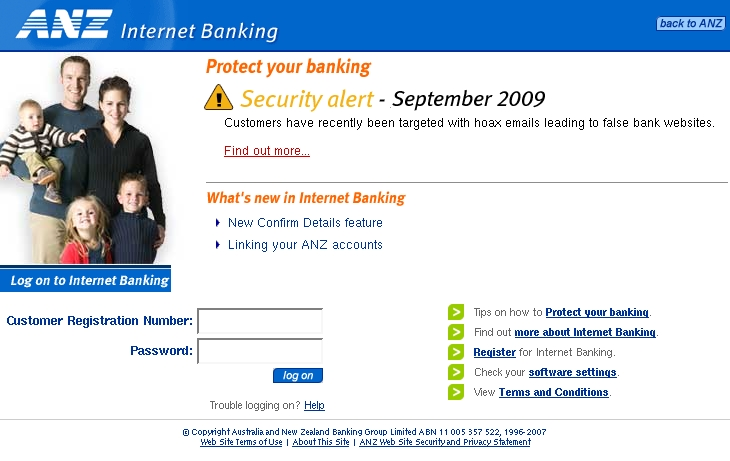 ANZ Internet Banking
back to ANZ
Protect your banking
Security alert - September 2009
Customers have recently been targeted with hoax emails leading to false bank websites.
Find out more...
What's new in Internet Banking
New Confirm Details feature
Linking your ANZ accounts
Log on to Internet Banking
Customer Registration Number:
Password:
log on
Trouble logging on? Help
Tips on how to Protect your banking.
Find out more about Internet Banking.
Register for Internet Banking.
Check your software settings.
View Terms and Conditions.
© Copyright Australia and New Zealand Banking Group Limited ABN 11 005 357 522, 1996-2007
Web Site Terms of Use | About This Site | ANZ Web Site Security and Privacy Statement